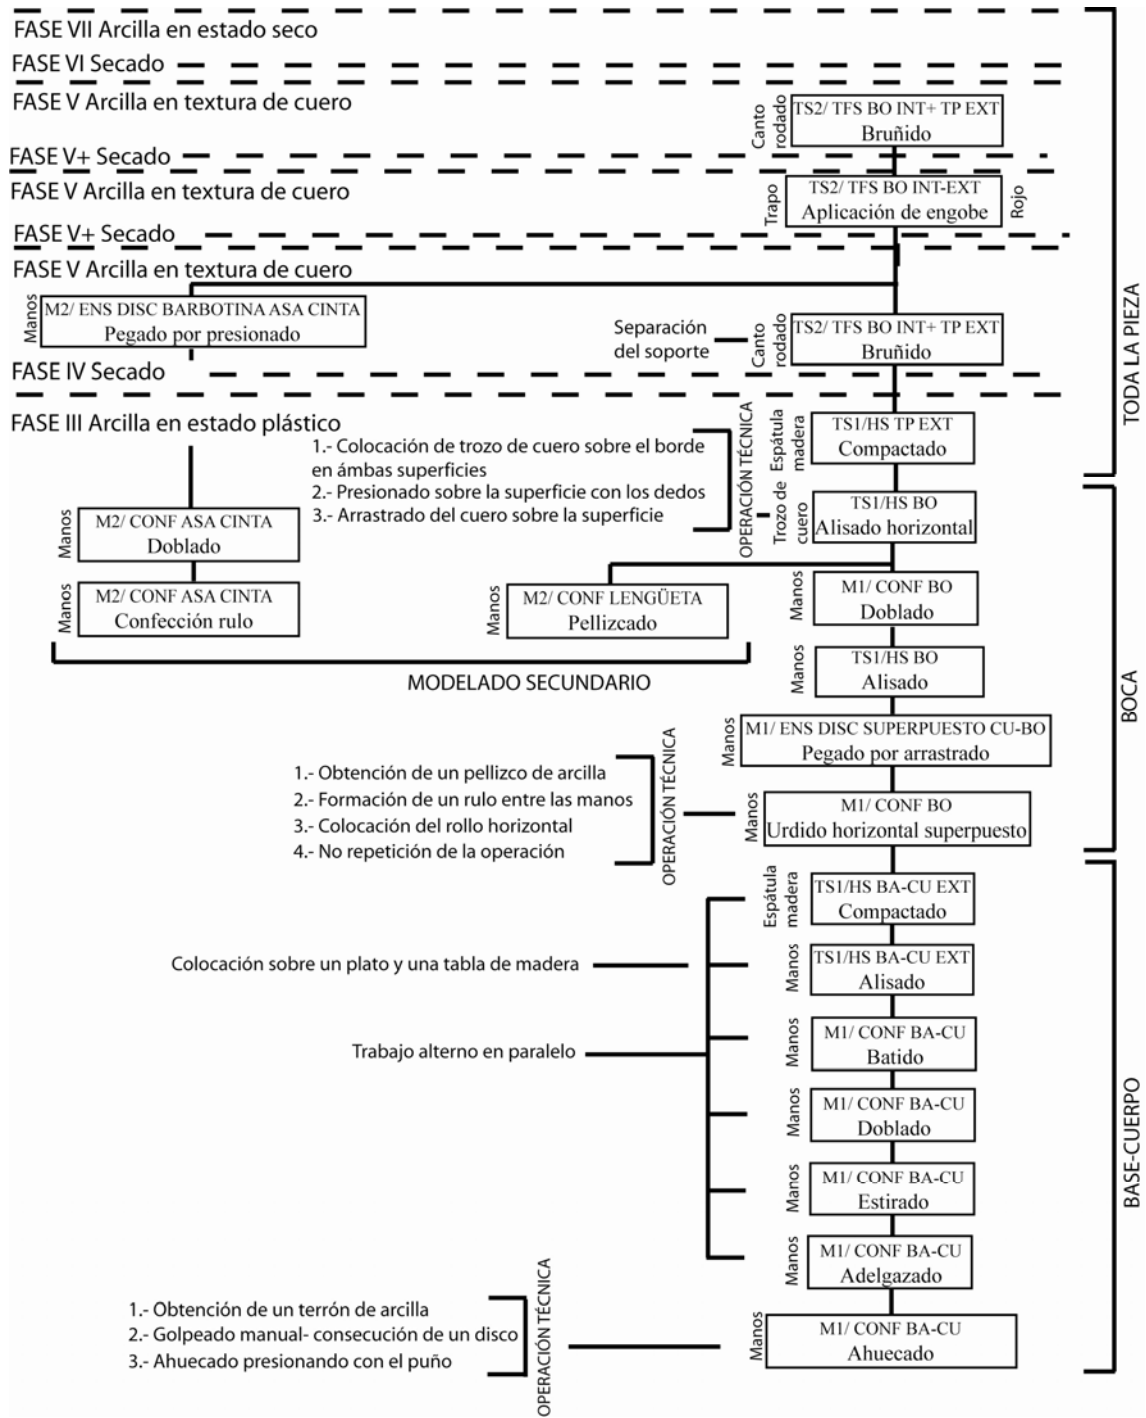 FASE VII Arcilla en estado seco
FASE VI Secado
FASE V Arcilla en textura de cuero
Canto
rodado
TS2/ TFS BO INT+ TP EXT
Bruñido
FASE V+ Secado
FASE V Arcilla en textura de cuero
Trapo
TS2/ TFS BO INT-EXT
Aplicación de engobe
Rojo
FASE V+ Secado
FASE V Arcilla en textura de cuero
Manos
M2/ ENS DISC BARBOTINA ASA CINTA
Pegado por presionado
Separación
del soporte
Canto
rodado
TS2/ TFS BO INT+ TP EXT
Bruñido
TODA LA PIEZA
FASE IV Secado
FASE III Arcilla en estado plástico
1.- Colocación de trozo de cuero sobre el borde
en ámbas superficies
2.- Presionado sobre la superficie con los dedos
3.- Arrastrado del cuero sobre la superficie
OPERACIÓN TÉCNICA
Espátula
madera
TS1/HS TP EXT
Compactado
Trozo de
cuero
TS1/HS BO
Alisado horizontal
Manos
M2/ CONF ASA CINTA
Doblado
Manos
M2/ CONF ASA CINTA
Confección rulo
Manos
M2/ CONF LENGÜETA
Pellizcado
Manos
M1/ CONF BO
Doblado
MODELADO SECUNDARIO
Manos
TS1/HS BO
Alisado
BOCA
Manos
M1/ ENS DISC SUPERPUESTO CU-BO
Pegado por arrastrado
1.- Obtención de un pellizco de arcilla
2.- Formación de un rulo entre las manos
3.- Colocación del rollo horizontal
4.- No repetición de la operación
OPERACIÓN TÉCNICA
Manos
M1/ CONF BO
Urdido horizontal superpuesto
Espátula
madera
TS1/HS BA-CU EXT
Compactado
Colocación sobre un plato y una tabla de madera
Manos
TS1/HS BA-CU EXT
Alisado
Trabajo alterno en paralelo
Manos
M1/ CONF BA-CU
Batido
Manos
M1/ CONF BA-CU
Doblado
BASE-CUERPO
Manos
M1/ CONF BA-CU
Estirado
Manos
M1/ CONF BA-CU
Adelgazado
1.- Obtención de un terrón de arcilla
2.- Golpeado manual- consecución de un disco
3.- Ahuecado presionando con el puño
OPERACIÓN TÉCNICA
Manos
M1/ CONF BA-CU
Ahuecado